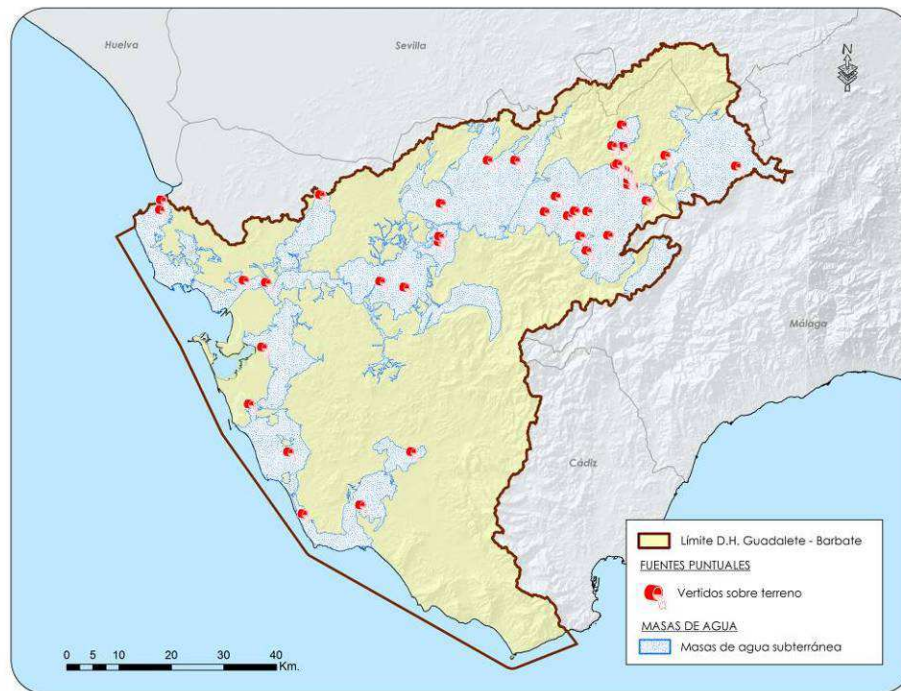 Huelva
Sevilla
N
Málaga
Cádiz
Límite D.H. Guadalete - Barbate
FUENTES PUNTUALES
Vertidos sobre terreno
MASAS DE AGUA
Masas de agua subterránea
0 5 10 20 30 40
Km.